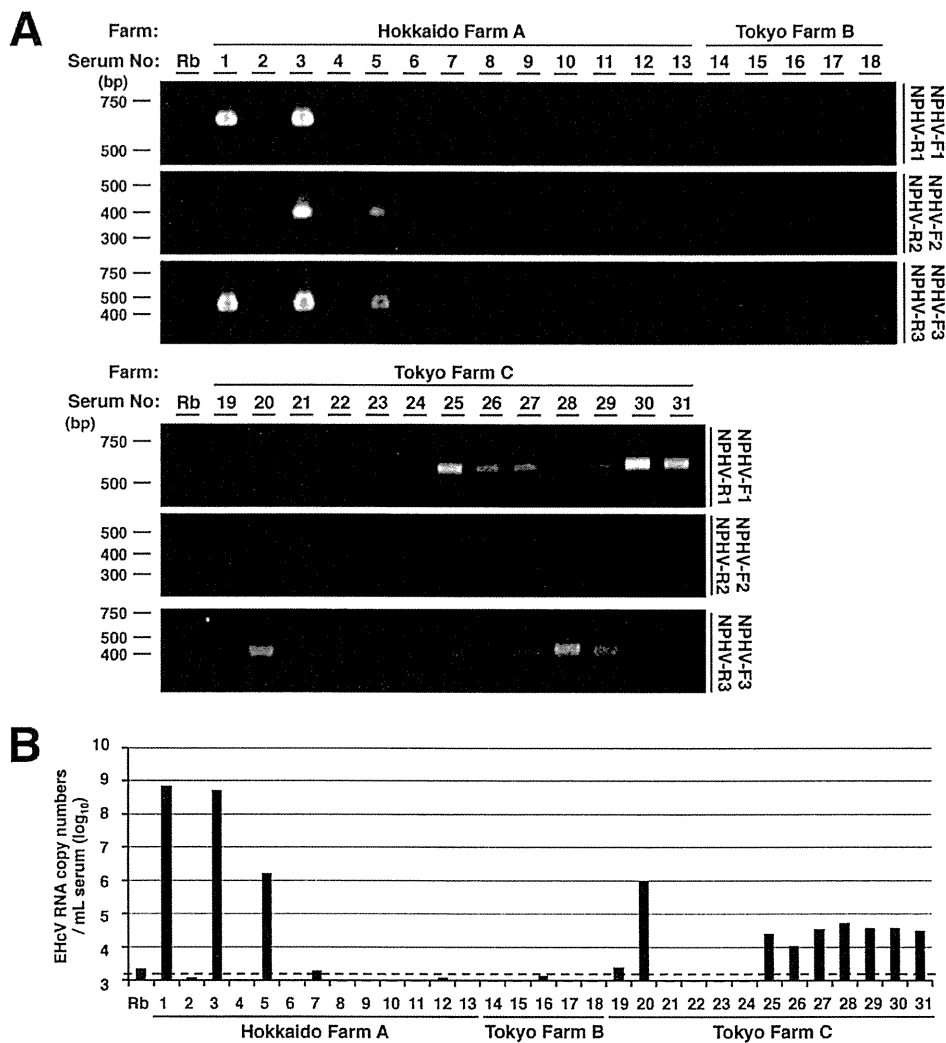 A
Farm: Hokkaido Farm A Tokyo Farm B
Serum No: Rb 1 2 3 4 5 6 7 8 9 10 11 12 13 14 15 16 17 18
(bp)
750
500
NPHV-F1
NPHV-R1
500
400
300
NPHV-F2
NPHV-R2
750
500
400
NPHV-F3
NPHV-R3
Farm: Tokyo Farm C
Serum No: Rb 19 20 21 22 23 24 25 26 27 28 29 30 31
(bp)
750
500
NPHV-F1
NPHV-R1
500
400
300
NPHV-F2
NPHV-R2
750
500
400
NPHV-F3
NPHV-R3
B
EHcV RNA copy numbers
/ mL serum (log₁₀)
10
9
8
7
6
5
4
3
Rb 1 2 3 4 5 6 7 8 9 10 11 12 13 14 15 16 17 18 19 20 21 22 23 24 25 26 27 28 29 30 31
Hokkaido Farm A Tokyo Farm B Tokyo Farm C